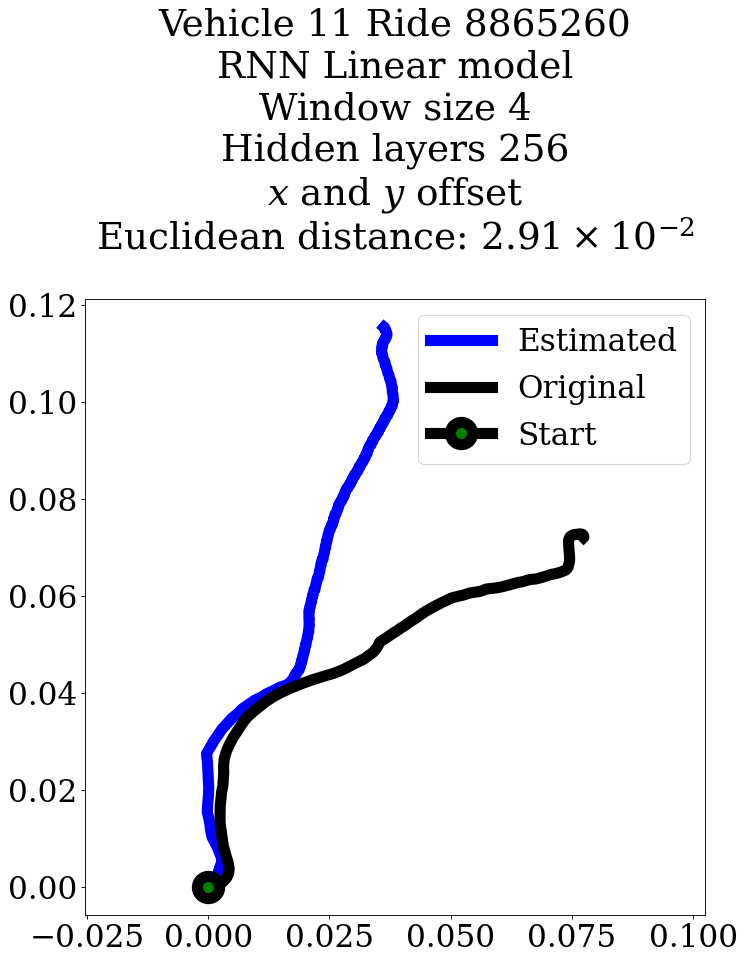 Vehicle 11 Ride 8865260
RNN Linear model
Window size 4
Hidden layers 256
x and y offset
Euclidean distance: 2.91 × 10⁻²
0.12
0.10
0.08
0.06
0.04
0.02
0.00
Estimated
Original
Start
−0.025 0.000 0.025 0.050 0.075 0.100